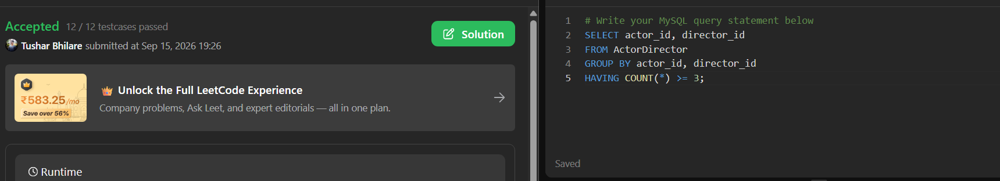 Accepted 12 / 12 testcases passed
Tushar Bhilare submitted at Sep 15, 2026 19:26
Solution
₹583.25/mo
Save over 56%
Unlock the Full LeetCode Experience
Company problems, Ask Leet, and expert editorials — all in one plan.
Runtime
1 # Write your MySQL query statement below
2 SELECT actor_id, director_id
3 FROM ActorDirector
4 GROUP BY actor_id, director_id
5 HAVING COUNT(*) >= 3;
Saved